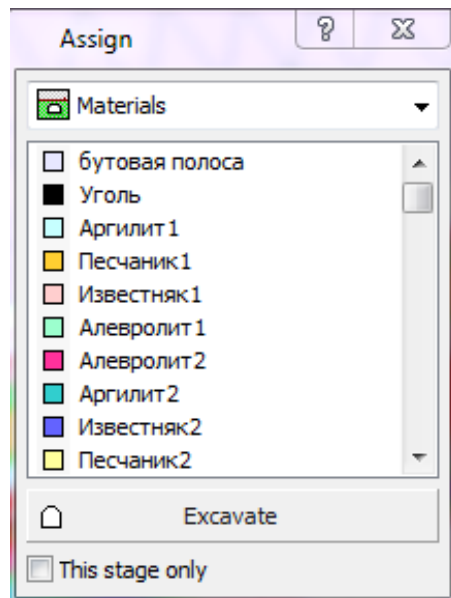 Assign
Materials
бутовая полоса
Уголь
Аргилит1
Песчаник1
Известняк1
Алевролит1
Алевролит2
Аргилит2
Известняк2
Песчаник2
Excavate
This stage only